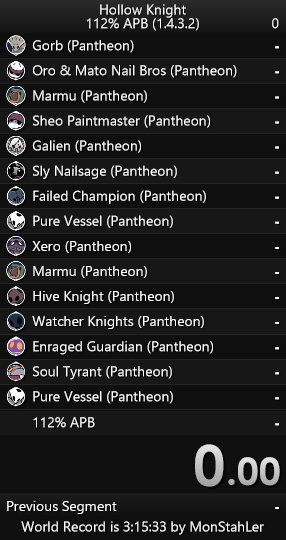 Hollow Knight
112% APB (1.4.3.2) 0
Gorb (Pantheon) -
Oro & Mato Nail Bros (Pantheon) -
Marmu (Pantheon) -
Sheo Paintmaster (Pantheon) -
Galien (Pantheon) -
Sly Nailsage (Pantheon) -
Failed Champion (Pantheon) -
Pure Vessel (Pantheon) -
Xero (Pantheon) -
Marmu (Pantheon) -
Hive Knight (Pantheon) -
Watcher Knights (Pantheon) -
Enraged Guardian (Pantheon) -
Soul Tyrant (Pantheon) -
Pure Vessel (Pantheon) -
112% APB -
0.00
Previous Segment -
World Record is 3:15:33 by MonStahLer